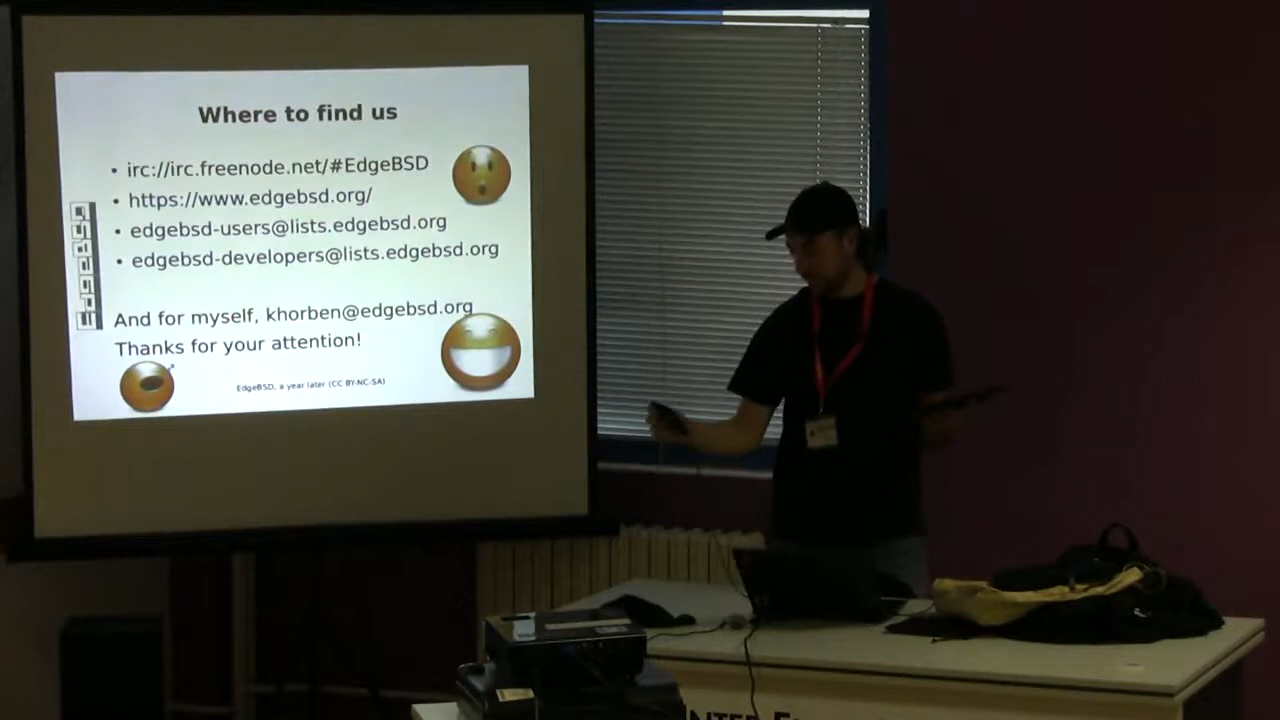 Where to find us
• irc://irc.freenode.net/#EdgeBSD
• https://www.edgebsd.org/
• edgebsd-users@lists.edgebsd.org
• edgebsd-developers@lists.edgebsd.org
And for myself, khorben@edgebsd.org
Thanks for your attention!
EdgeBSD, a year later (CC BY-NC-SA)